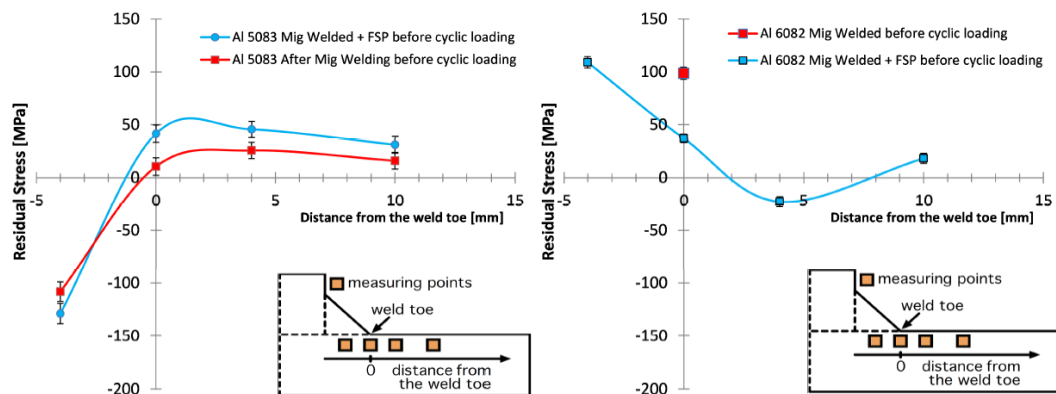 150
100
50
0
-50
-100
-150
-200
-5
0
5
10
15
Residual Stress [MPa]
Distance from the weld toe [mm]
Al 5083 Mig Welded + FSP before cyclic loading
Al 5083 After Mig Welding before cyclic loading
measuring points
weld toe
0
distance from
the weld toe
150
100
50
0
-50
-100
-150
-200
-5
0
5
10
15
Residual Stress [MPa]
Distance from the weld toe [mm]
Al 6082 Mig Welded before cyclic loading
Al 6082 Mig Welded + FSP before cyclic loading
measuring points
weld toe
0
distance from
the weld toe